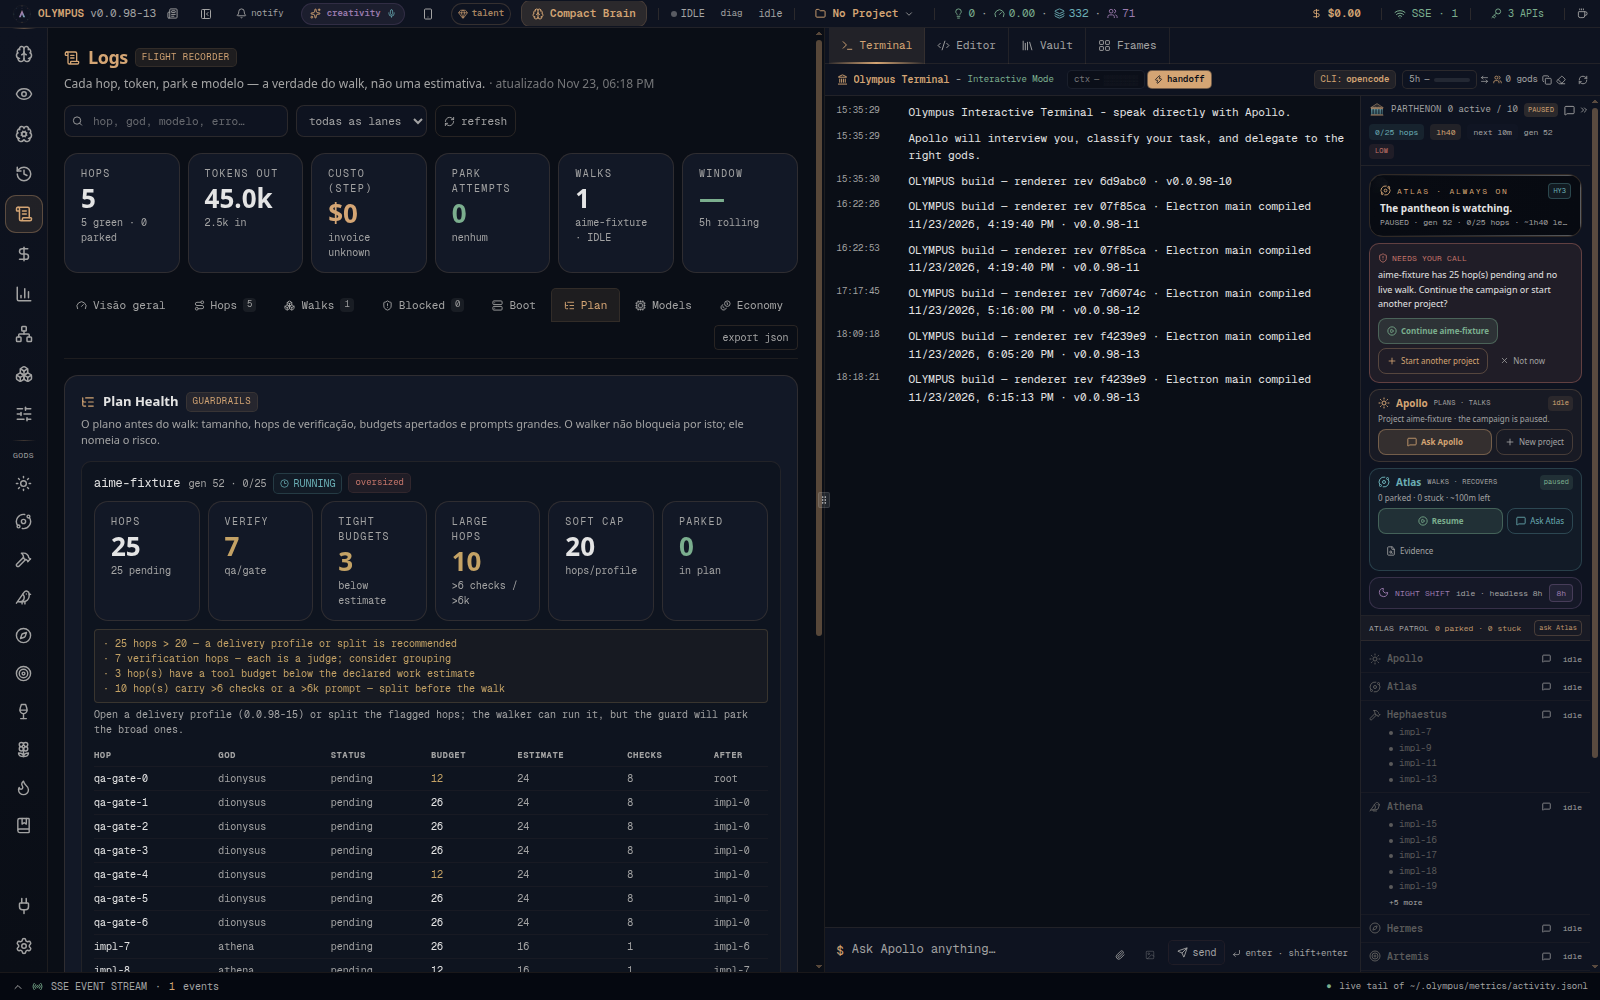 OLYMPUS v0.0.98-13
notify
creativity
talent
Compact Brain
IDLE
diag
idle
No Project
0 · 0.00 · 332 · 71
$0.00
SSE · 1
3 APIs
Logs
FLIGHT RECORDER
Cada hop, token, park e modelo — a verdade do walk, não uma estimativa. · atualizado Nov 23, 06:18 PM
hop, god, modelo, erro…
todas as lanes
refresh
HOPS
5
5 green · 0 parked
TOKENS OUT
45.0k
2.5k in
CUSTO (STEP)
$0
invoice unknown
PARK ATTEMPTS
0
nenhum
WALKS
1
aime-fixture · IDLE
WINDOW
—
5h rolling
Visão geral
Hops 5
Walks 1
Blocked 0
Boot
Plan
Models
Economy
export json
Plan Health
GUARDRAILS
O plano antes do walk: tamanho, hops de verificação, budgets apertados e prompts grandes. O walker não bloqueia por isto; ele
nomeia o risco.
aime-fixture gen 52 · 0/25
RUNNING
oversized
HOPS
25
25 pending
VERIFY
7
qa/gate
TIGHT BUDGETS
3
below estimate
LARGE HOPS
10
>6 checks / >6k
SOFT CAP
20
hops/profile
PARKED
0
in plan
· 25 hops > 20 — a delivery profile or split is recommended
· 7 verification hops — each is a judge; consider grouping
· 3 hop(s) have a tool budget below the declared work estimate
· 10 hop(s) carry >6 checks or a >6k prompt — split before the walk
Open a delivery profile (0.0.98-15) or split the flagged hops; the walker can run it, but the guard will park
the broad ones.
HOP GOD STATUS BUDGET ESTIMATE CHECKS AFTER
qa-gate-0 dionysus pending 12 24 8 root
qa-gate-1 dionysus pending 26 24 8 impl-0
qa-gate-2 dionysus pending 26 24 8 impl-0
qa-gate-3 dionysus pending 26 24 8 impl-0
qa-gate-4 dionysus pending 12 24 8 impl-0
qa-gate-5 dionysus pending 26 24 8 impl-0
qa-gate-6 dionysus pending 26 24 8 impl-0
impl-7 athena pending 26 16 1 impl-6
impl-8 athena pending 12 16 1 impl-7
GODS
Terminal
Editor
Vault
Frames
Olympus Terminal - Interactive Mode
ctx —
handoff
CLI: opencode
5h —
0 gods
15:35:29 Olympus Interactive Terminal - speak directly with Apollo.
15:35:29 Apollo will interview you, classify your task, and delegate to the
right gods.
15:35:30 OLYMPUS build — renderer rev 6d9abc0 · v0.0.98-10
16:22:26 OLYMPUS build — renderer rev 07f85ca · Electron main compiled
11/23/2026, 4:19:40 PM · v0.0.98-11
16:22:53 OLYMPUS build — renderer rev 07f85ca · Electron main compiled
11/23/2026, 4:19:40 PM · v0.0.98-11
17:17:45 OLYMPUS build — renderer rev 7d6074c · Electron main compiled
11/23/2026, 5:16:00 PM · v0.0.98-12
18:09:18 OLYMPUS build — renderer rev f4239e9 · Electron main compiled
11/23/2026, 6:05:20 PM · v0.0.98-13
18:18:21 OLYMPUS build — renderer rev f4239e9 · Electron main compiled
11/23/2026, 6:15:13 PM · v0.0.98-13
$ Ask Apollo anything…
send
enter · shift+enter
PARTHENON 0 active / 10
PAUSED
0/25 hops
1h40
next 10m
gen 52
LOW
ATLAS · ALWAYS ON
HY3
The pantheon is watching.
PAUSED · gen 52 · 0/25 hops · ~1h40 le…
NEEDS YOUR CALL
aime-fixture has 25 hop(s) pending and no
live walk. Continue the campaign or start
another project?
Continue aime-fixture
Start another project
Not now
Apollo PLANS · TALKS
idle
Project aime-fixture · the campaign is paused.
Ask Apollo
New project
Atlas WALKS · RECOVERS
paused
0 parked · 0 stuck · ~100m left
Resume
Ask Atlas
Evidence
NIGHT SHIFT idle · headless 8h
8h
ATLAS PATROL 0 parked · 0 stuck
ask Atlas
Apollo idle
Atlas idle
Hephaestus idle
impl-7
impl-9
impl-11
impl-13
Athena idle
impl-15
impl-16
impl-17
impl-18
impl-19
+5 more
Hermes idle
Artemis idle
SSE EVENT STREAM · 1 events
live tail of ~/.olympus/metrics/activity.jsonl